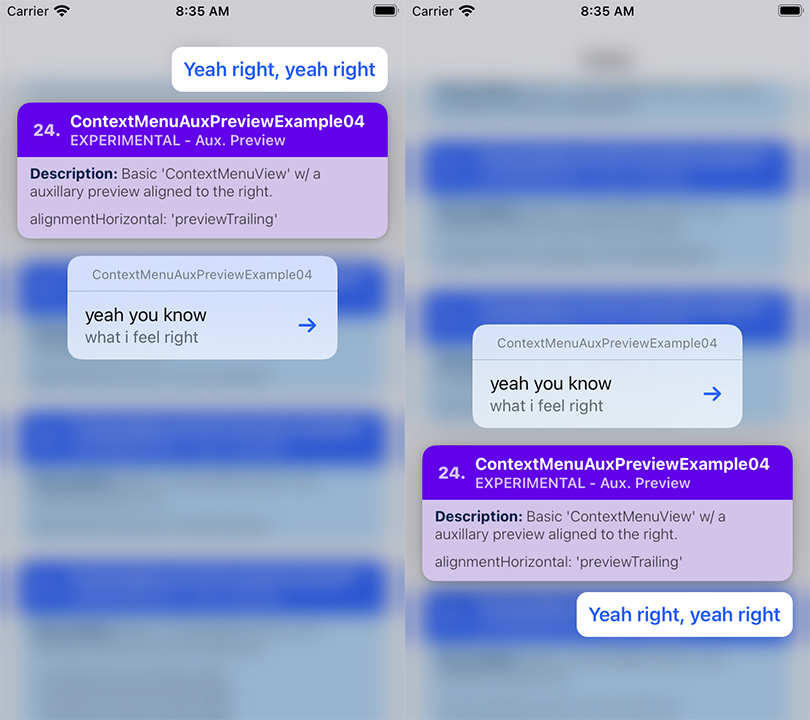 Carrier 8:35 AM
Yeah right, yeah right
24. ContextMenuAuxPreviewExample04
EXPERIMENTAL - Aux. Preview
Description: Basic 'ContextMenuView' w/ a
auxillary preview aligned to the right.
alignmentHorizontal: 'previewTrailing'
ContextMenuAuxPreviewExample04
yeah you know
what i feel right
Carrier 8:35 AM
ContextMenuAuxPreviewExample04
yeah you know
what i feel right
24. ContextMenuAuxPreviewExample04
EXPERIMENTAL - Aux. Preview
Description: Basic 'ContextMenuView' w/ a
auxillary preview aligned to the right.
alignmentHorizontal: 'previewTrailing'
Yeah right, yeah right